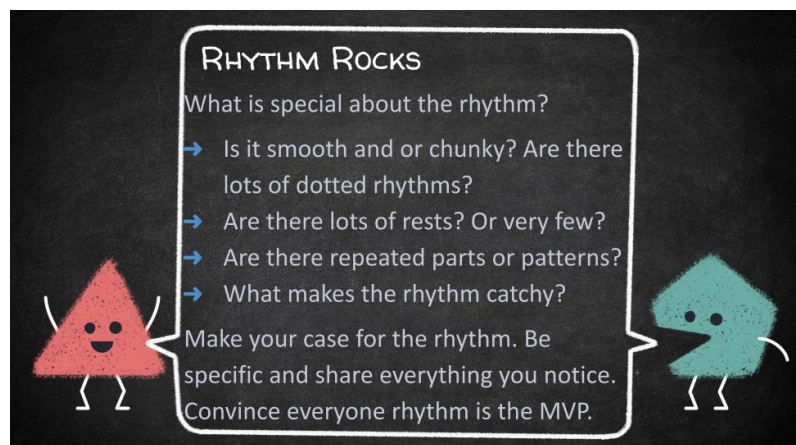 Rhythm Rocks
What is special about the rhythm?
➜ Is it smooth and or chunky? Are there
lots of dotted rhythms?
➜ Are there lots of rests? Or very few?
➜ Are there repeated parts or patterns?
➜ What makes the rhythm catchy?
Make your case for the rhythm. Be
specific and share everything you notice.
Convince everyone rhythm is the MVP.